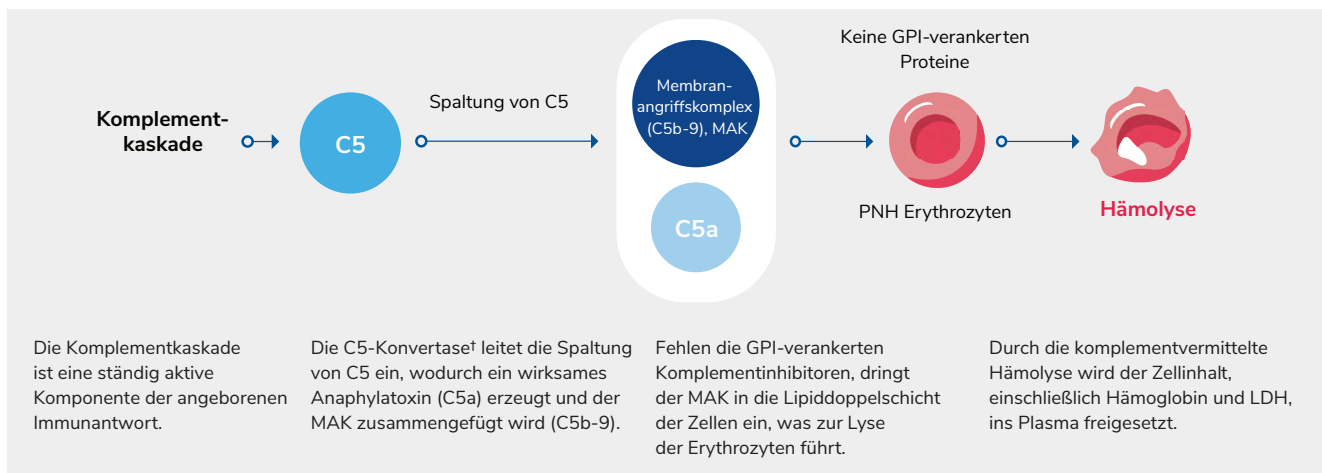 Komplement-
kaskade
C5
Spaltung von C5
Membran-
angriffskomplex
(C5b-9), MAK
C5a
Keine GPI-verankerten
Proteine
PNH Erythrozyten
Hämolyse
Die Komplementkaskade
ist eine ständig aktive
Komponente der angeborenen
Immunantwort.
Die C5-Konvertase† leitet die Spaltung
von C5 ein, wodurch ein wirksames
Anaphylatoxin (C5a) erzeugt und der
MAK zusammengefügt wird (C5b-9).
Fehlen die GPI-verankerten
Komplementinhibitoren, dringt
der MAK in die Lipiddoppelschicht
der Zellen ein, was zur Lyse
der Erythrozyten führt.
Durch die komplementvermittelte
Hämolyse wird der Zellinhalt,
einschließlich Hämoglobin und LDH,
ins Plasma freigesetzt.